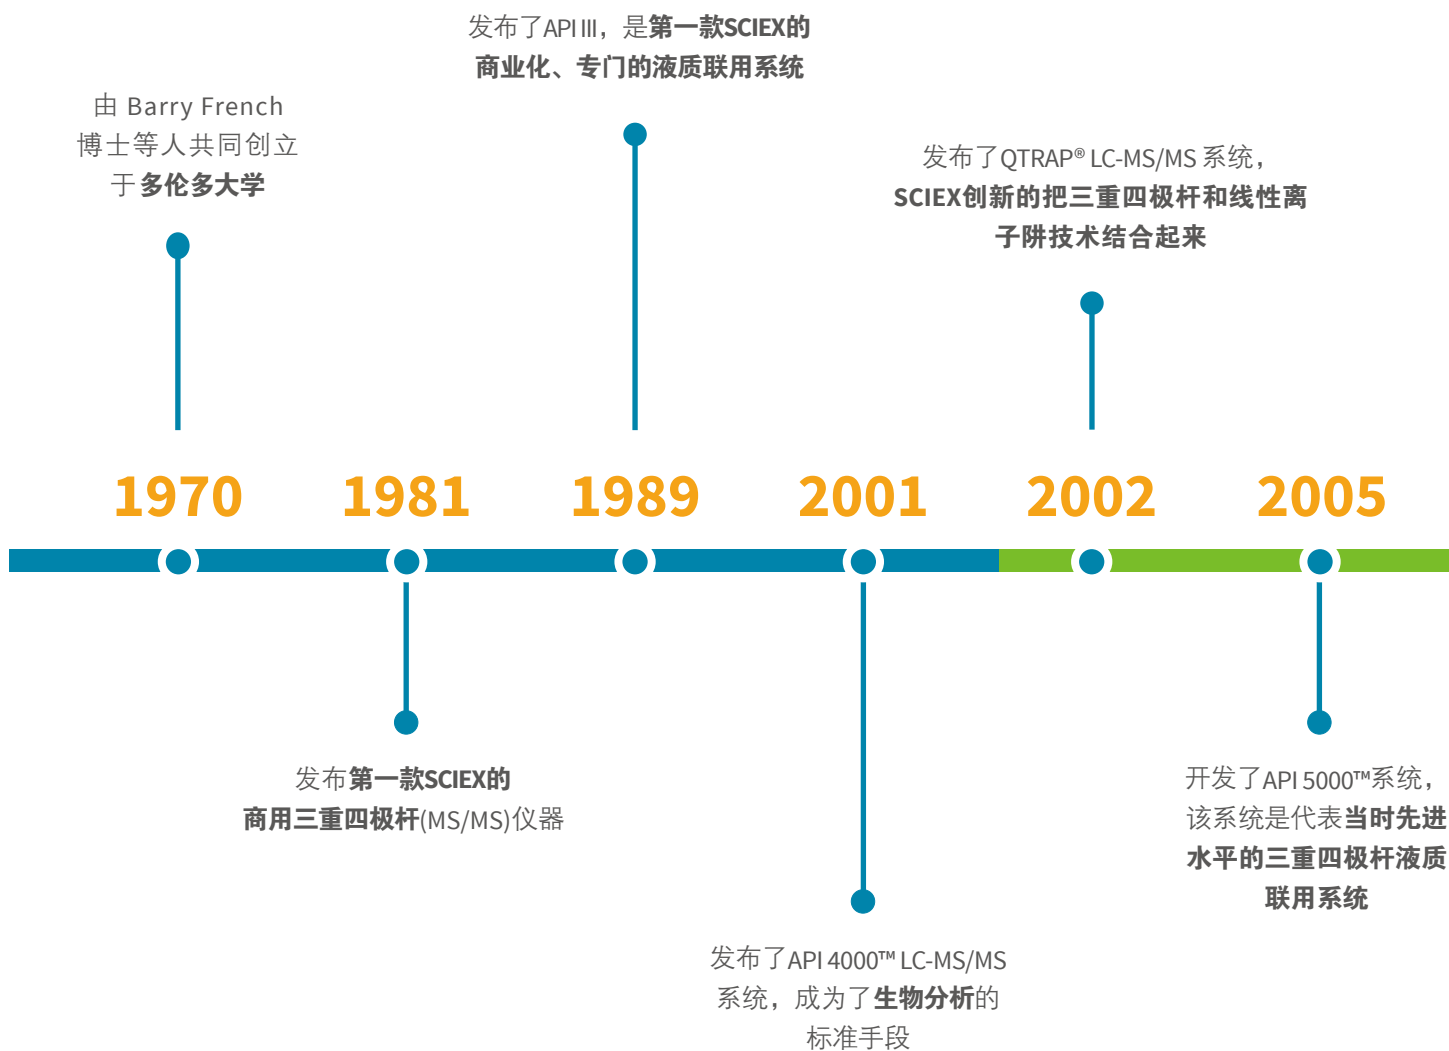 发布了API III，是第一款SCIEX的
商业化、专门的液质联用系统
由 Barry French
博士等人共同创立
于多伦多大学
发布了QTRAP® LC-MS/MS 系统，
SCIEX创新的把三重四极杆和线性离
子阱技术结合起来
1970
1981
1989
2001
2002
2005
发布第一款SCIEX的
商用三重四极杆(MS/MS)仪器
开发了API 5000™系统，
该系统是代表当时先进
水平的三重四极杆液质
联用系统
发布了API 4000™ LC-MS/MS
系统，成为了生物分析的
标准手段